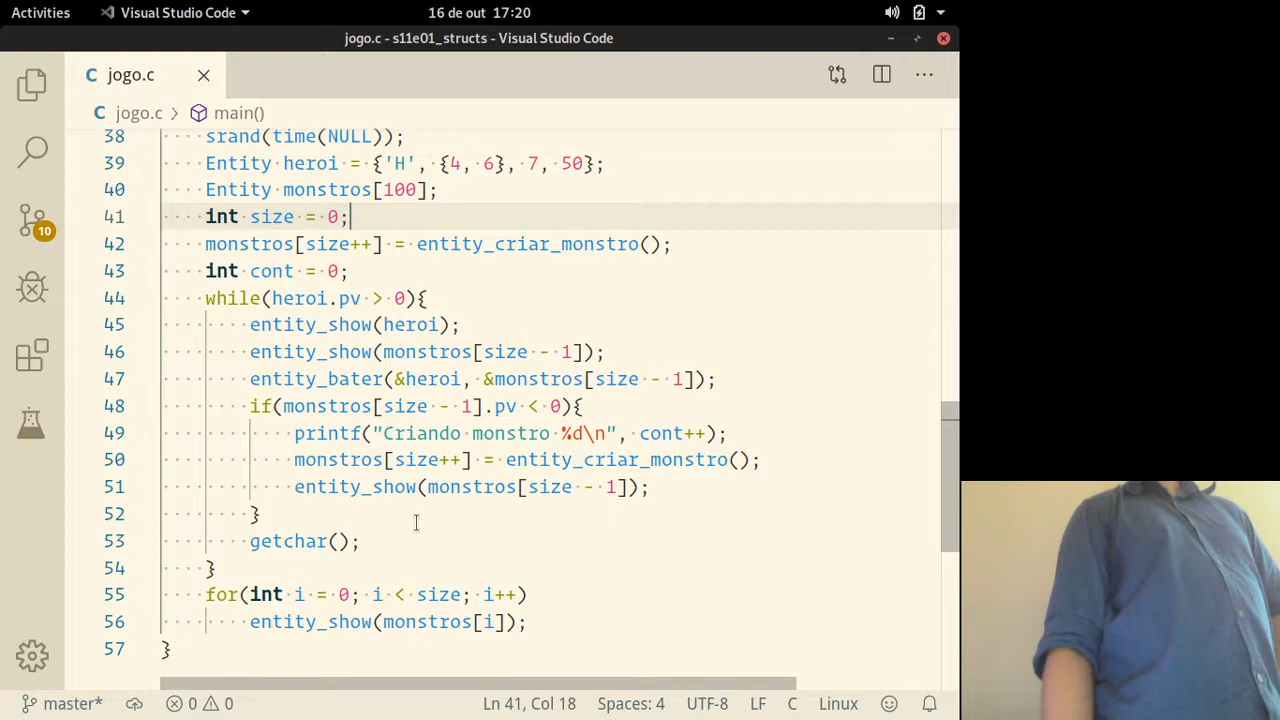 Activities Visual Studio Code 16 de out 17:20
jogo.c - s11e01_structs - Visual Studio Code
jogo.c
jogo.c > main()
38 srand(time(NULL));
39 Entity heroi = {'H', {4, 6}, 7, 50};
40 Entity monstros[100];
41 int size = 0;
42 monstros[size++] = entity_criar_monstro();
43 int cont = 0;
44 while(heroi.pv > 0){
45 entity_show(heroi);
46 entity_show(monstros[size - 1]);
47 entity_bater(&heroi, &monstros[size - 1]);
48 if(monstros[size - 1].pv < 0){
49 printf("Criando monstro %d\n", cont++);
50 monstros[size++] = entity_criar_monstro();
51 entity_show(monstros[size - 1]);
52 }
53 getchar();
54 }
55 for(int i = 0; i < size; i++)
56 entity_show(monstros[i]);
57 }
10
master* 0 0 Ln 41, Col 18 Spaces: 4 UTF-8 LF C Linux